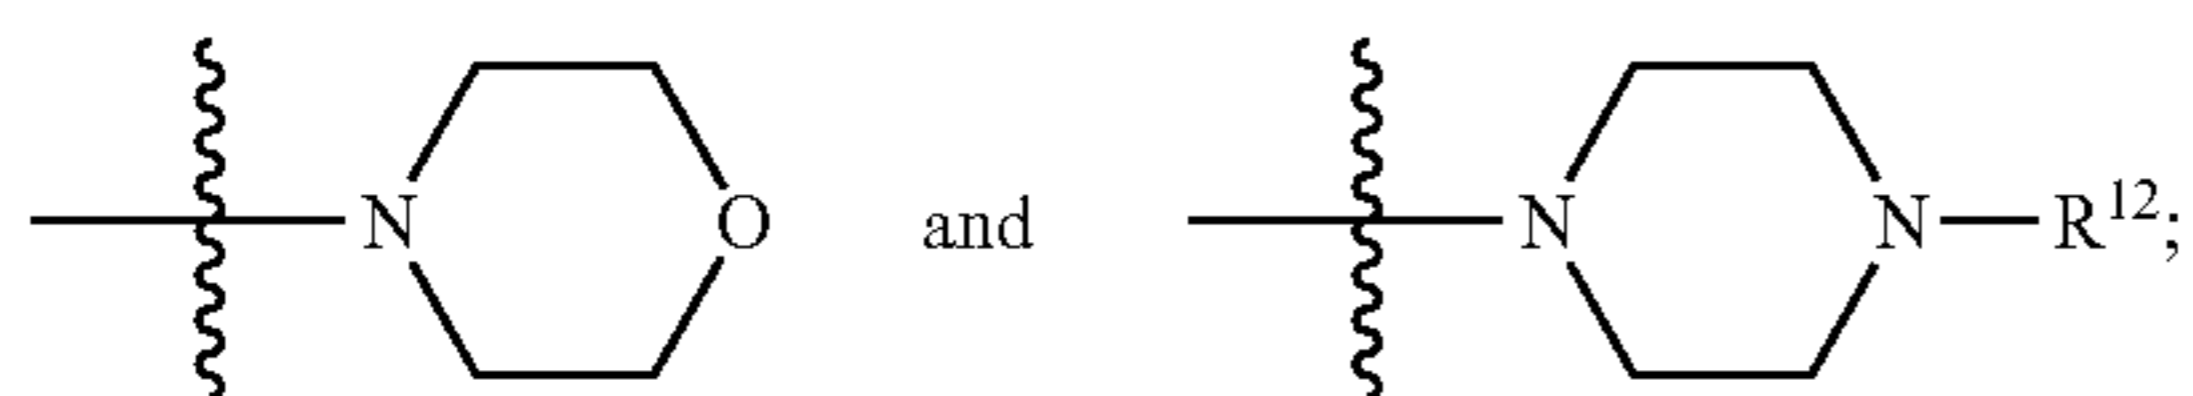 N O and N N—R¹²;